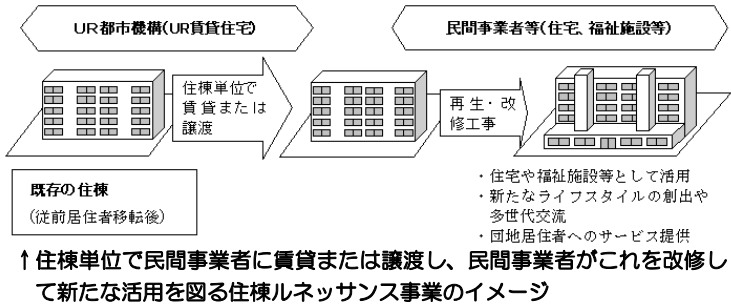 UR都市機構(UR賃貸住宅)
民間事業者等(住宅、福祉施設等)
住棟単位で
賃貸または
譲渡
再生・改
修工事
既存の住棟
(従前居住者移転後)
・住宅や福祉施設等として活用
・新たなライフスタイルの創出や
多世代交流
・団地居住者へのサービス提供
↑住棟単位で民間事業者に賃貸または譲渡し、民間事業者がこれを改修し
て新たな活用を図る住棟ルネッサンス事業のイメージ